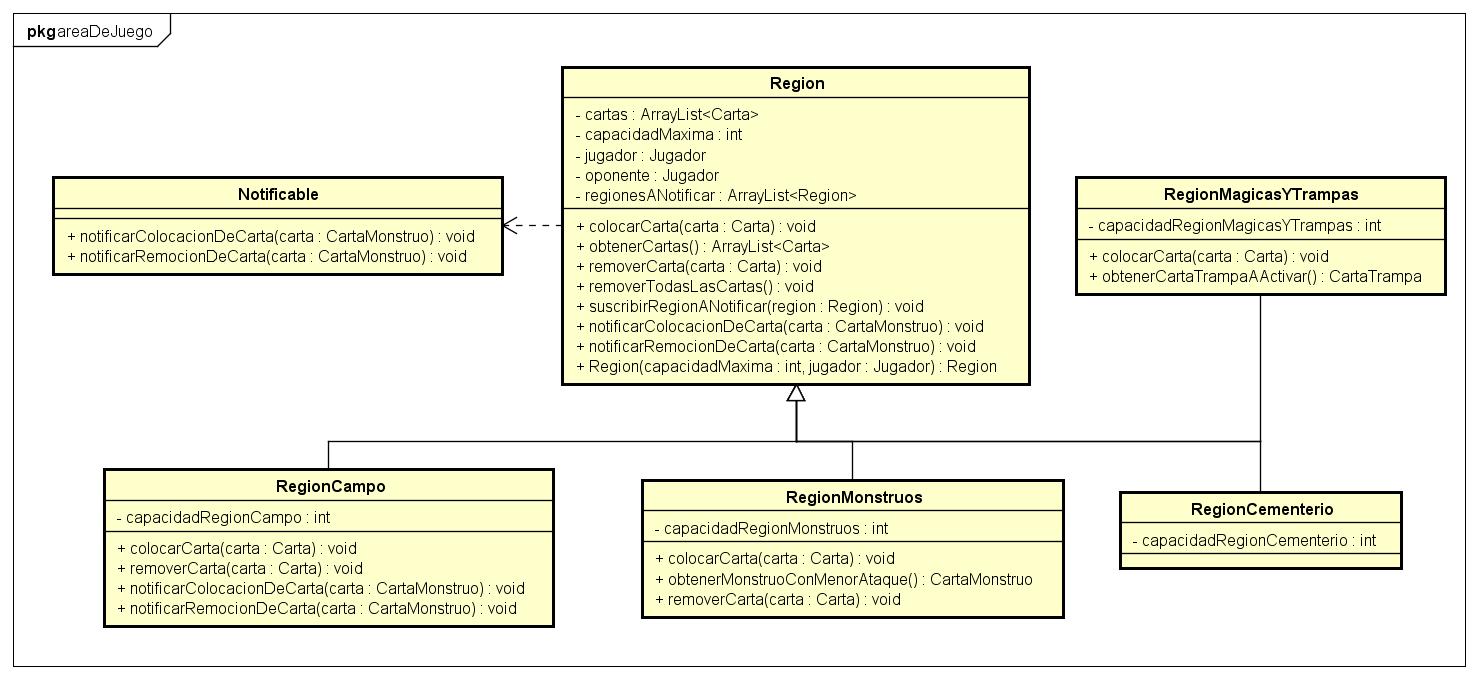 pkg areaDeJuego
Region
- cartas : ArrayList<Carta>
- capacidadMaxima : int
- jugador : Jugador
- oponente : Jugador
- regionesANotificar : ArrayList<Region>
+ colocarCarta(carta : Carta) : void
+ obtenerCartas() : ArrayList<Carta>
+ removerCarta(carta : Carta) : void
+ removerTodasLasCartas() : void
+ suscribirRegionANotificar(region : Region) : void
+ notificarColocacionDeCarta(carta : CartaMonstruo) : void
+ notificarRemocionDeCarta(carta : CartaMonstruo) : void
+ Region(capacidadMaxima : int, jugador : Jugador) : Region
Notificable
+ notificarColocacionDeCarta(carta : CartaMonstruo) : void
+ notificarRemocionDeCarta(carta : CartaMonstruo) : void
RegionMagicasYTrampas
- capacidadRegionMagicasYTrampas : int
+ colocarCarta(carta : Carta) : void
+ obtenerCartaTrampaAActivar() : CartaTrampa
RegionCampo
- capacidadRegionCampo : int
+ colocarCarta(carta : Carta) : void
+ removerCarta(carta : Carta) : void
+ notificarColocacionDeCarta(carta : CartaMonstruo) : void
+ notificarRemocionDeCarta(carta : CartaMonstruo) : void
RegionMonstruos
- capacidadRegionMonstruos : int
+ colocarCarta(carta : Carta) : void
+ obtenerMonstruoConMenorAtaque() : CartaMonstruo
+ removerCarta(carta : Carta) : void
RegionCementerio
- capacidadRegionCementerio : int